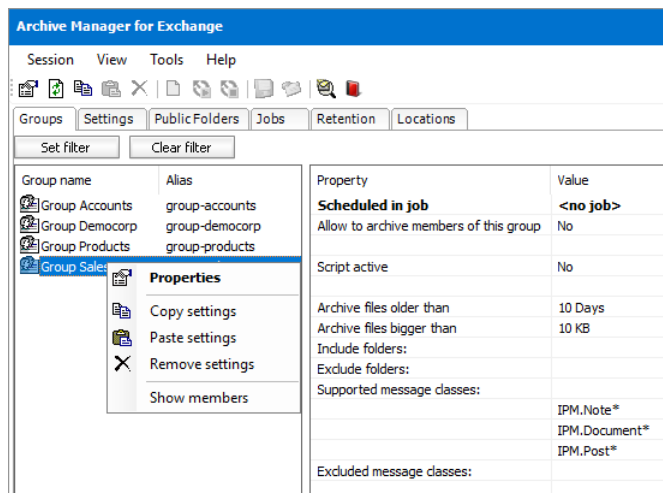 Archive Manager for Exchange
Session View Tools Help
Groups Settings Public Folders Jobs Retention Locations
Set filter Clear filter
Group name Alias
Group Accounts group-accounts
Group Democorp group-democorp
Group Products group-products
Group Sales
Properties
Copy settings
Paste settings
Remove settings
Show members
Property Value
Scheduled in job <no job>
Allow to archive members of this group No
Script active No
Archive files older than 10 Days
Archive files bigger than 10 KB
Include folders:
Exclude folders:
Supported message classes:
IPM.Note*
IPM.Document*
IPM.Post*
Excluded message classes: